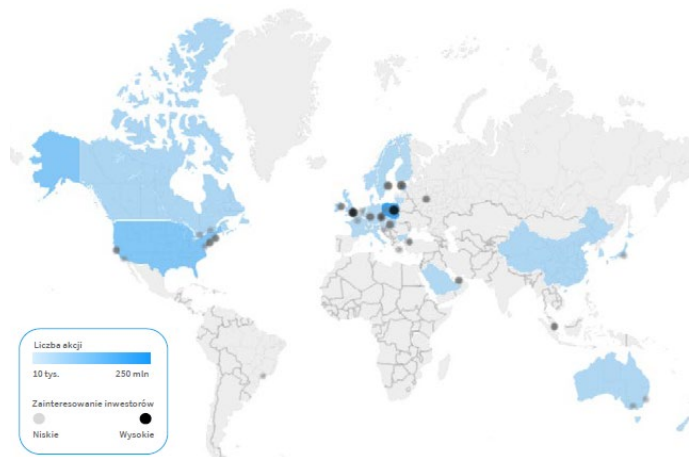 Liczba akcji
10 tys. 250 mln
Zainteresowanie inwestorów
Niskie Wysokie